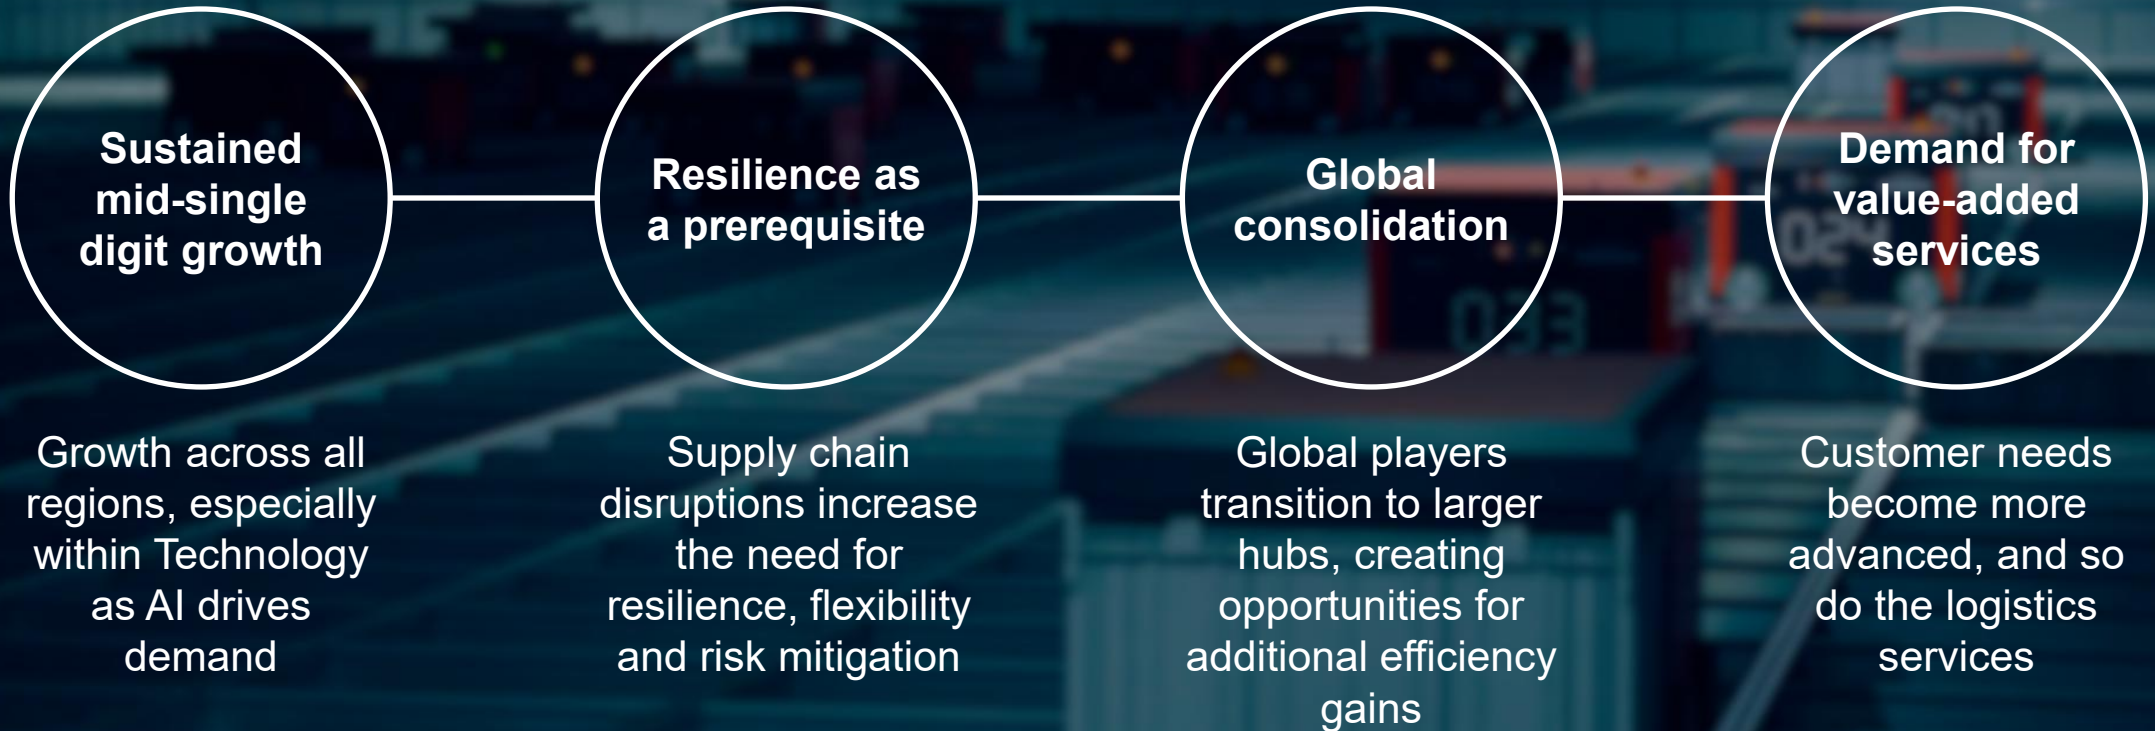 Sustained
mid-single
digit growth
Growth across all
regions, especially
within Technology
as AI drives
demand
Resilience as
a prerequisite
Supply chain
disruptions increase
the need for
resilience, flexibility
and risk mitigation
Global
consolidation
Global players
transition to larger
hubs, creating
opportunities for
additional efficiency
gains
Demand for
value-added
services
Customer needs
become more
advanced, and so
do the logistics
services
033
024